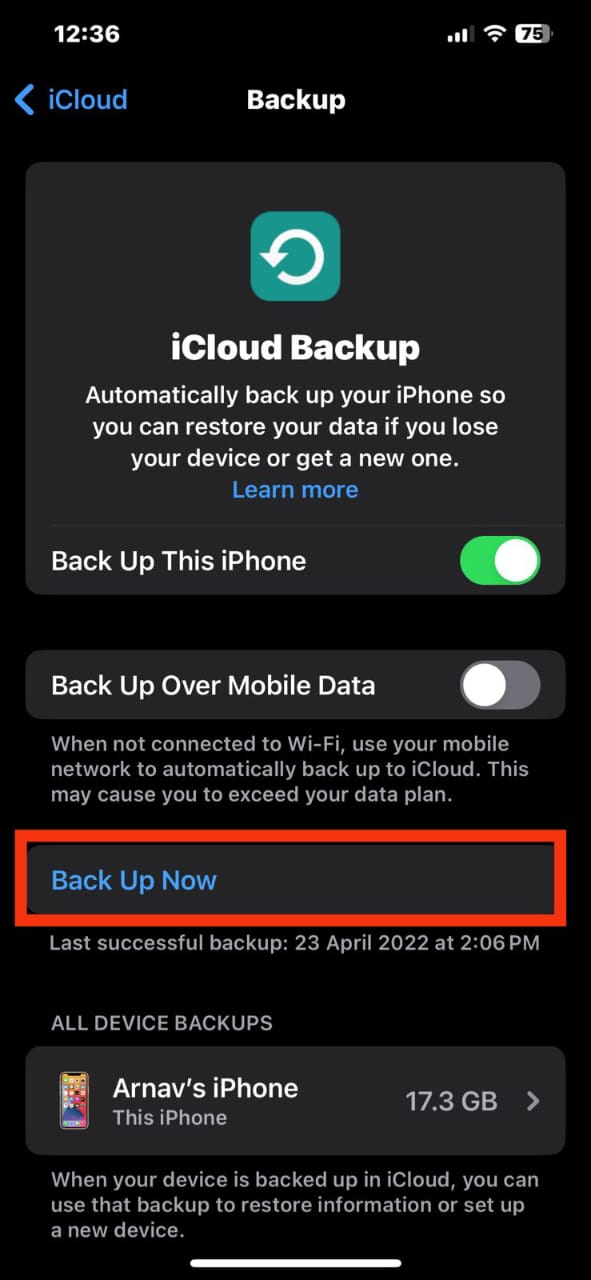 12:36
75
iCloud
Backup
iCloud Backup
Automatically back up your iPhone so
you can restore your data if you lose
your device or get a new one.
Learn more
Back Up This iPhone
Back Up Over Mobile Data
When not connected to Wi-Fi, use your mobile
network to automatically back up to iCloud. This
may cause you to exceed your data plan.
Back Up Now
Last successful backup: 23 April 2022 at 2:06 PM
ALL DEVICE BACKUPS
Arnav’s iPhone
This iPhone
17.3 GB
When your device is backed up in iCloud, you can
use that backup to restore information or set up
a new device.